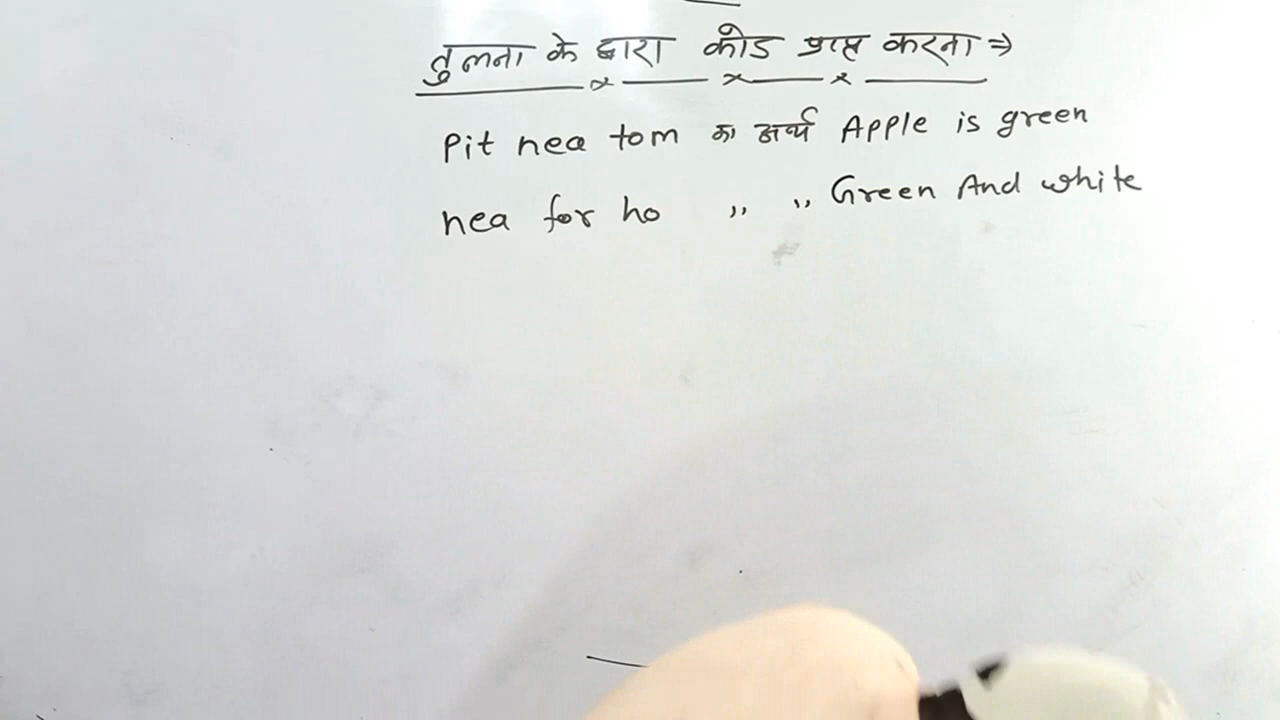 तुलना के द्वारा कोड प्राप्त करना ⇒
Pit nea tom का अर्थ Apple is green
nea for ho ,, ,, Green And white